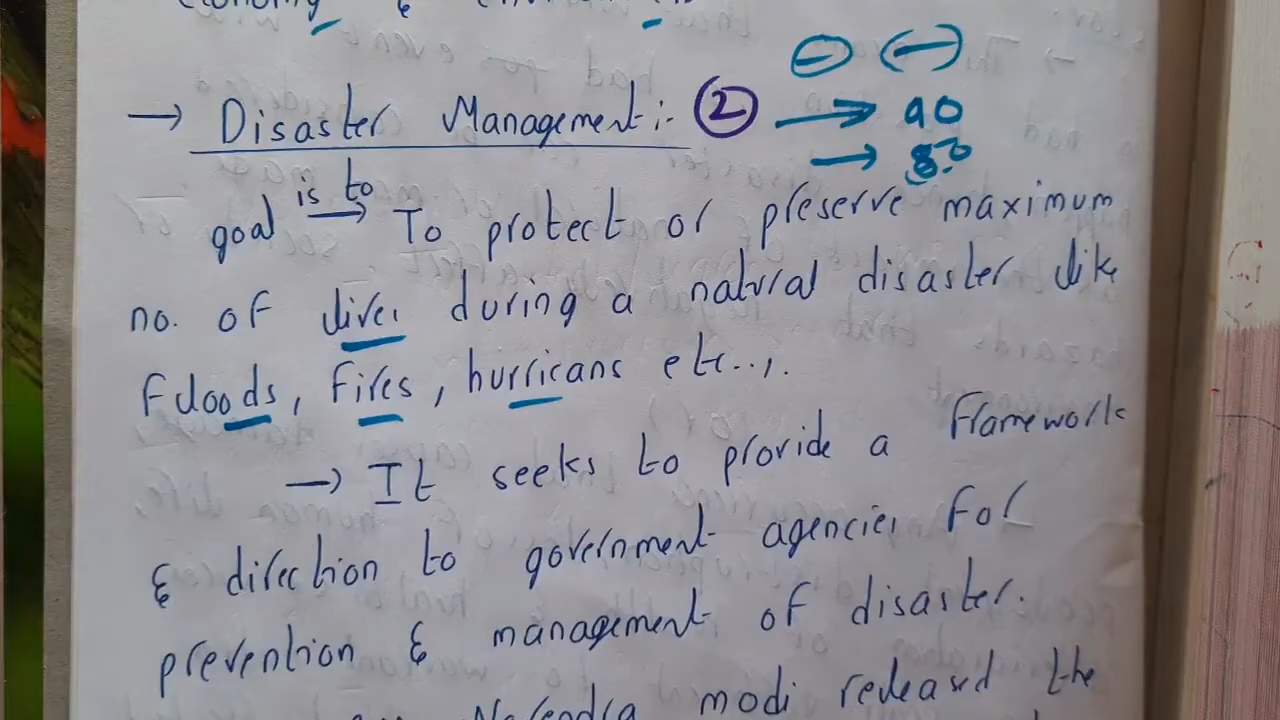 → Disaster Management :- ②
→ 90
→ 80
goal is to → To protect or preserve maximum
no. of lives during a natural disaster like
Floods, Fires, hurricans etc..,.
→ It seeks to provide a Framework
& direction to government agencies For
prevention & management of disaster.
Narendra modi released the